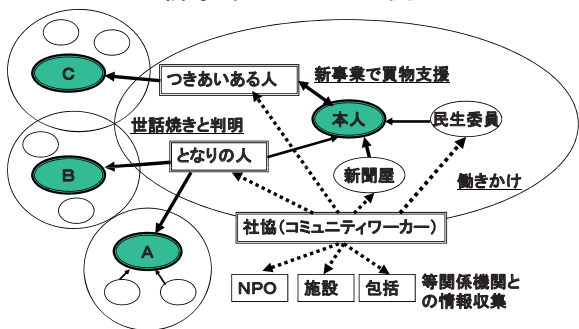 C
つきあいある人
新事業で買物支援
本人
民生委員
世話焼きと判明
となりの人
B
新聞屋
働きかけ
社協（コミュニティワーカー）
A
NPO
施設
包括
等関係機関と
の情報収集